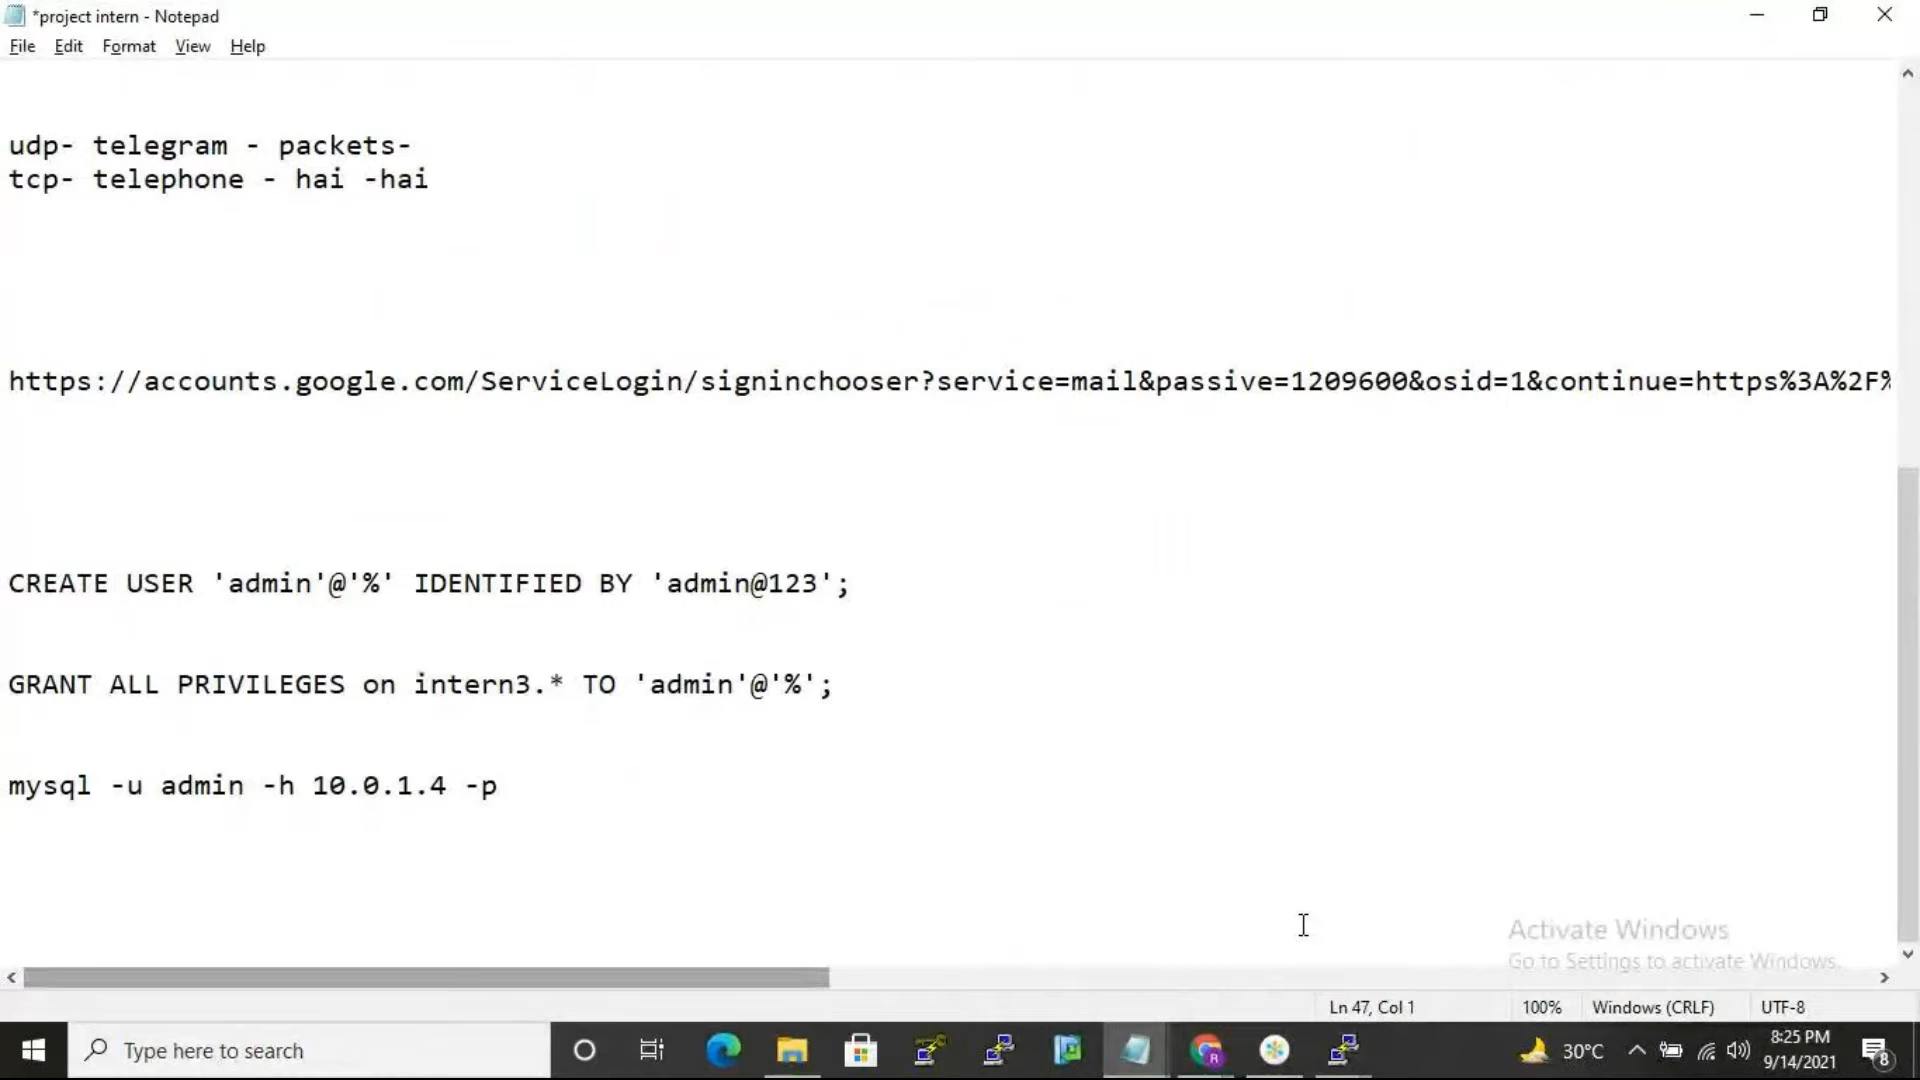 *project intern - Notepad
File Edit Format View Help
udp- telegram - packets-
tcp- telephone - hai -hai
https://accounts.google.com/ServiceLogin/signinchooser?service=mail&passive=1209600&osid=1&continue=https%3A%2F%
CREATE USER 'admin'@'%' IDENTIFIED BY 'admin@123';
GRANT ALL PRIVILEGES on intern3.* TO 'admin'@'%';
mysql -u admin -h 10.0.1.4 -p
Activate Windows
Go to Settings to activate Windows.
Ln 47, Col 1 100% Windows (CRLF) UTF-8
Type here to search
R
30°C
8:25 PM
9/14/2021
8